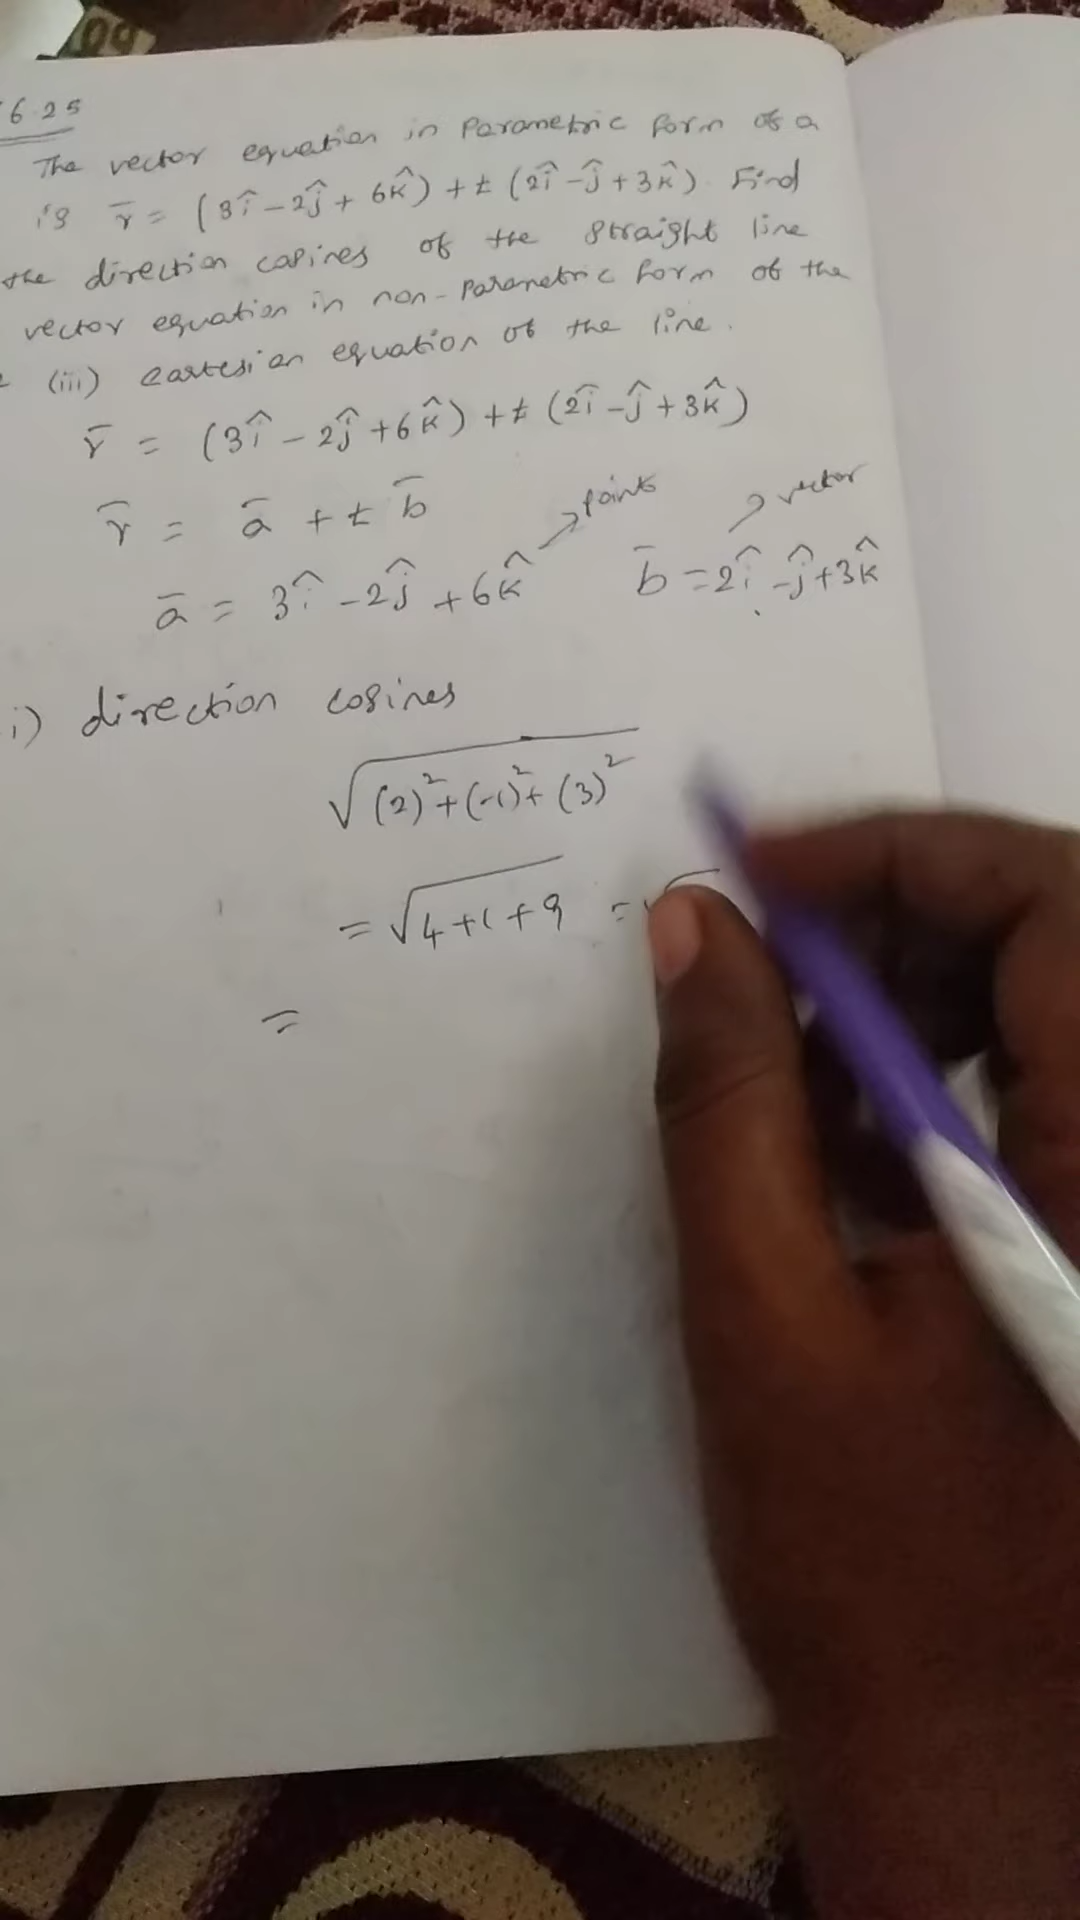 6.25
The vector equation in Parametric form of a
is r̄ = (3î - 2ĵ + 6k̂) + t (2î - ĵ + 3k̂). Find
the direction cosines of the straight line
vector equation in non-parametric form of the
(iii) cartesian equation of the line.
r̄ = (3î - 2ĵ + 6k̂) + t (2î - ĵ + 3k̂)
r̄ = ā + t b̄
points
vector
ā = 3î - 2ĵ + 6k̂ b̄ = 2î - ĵ + 3k̂
i) direction cosines
√(2)² + (-1)² + (3)²
= √4 + 1 + 9 = √
=